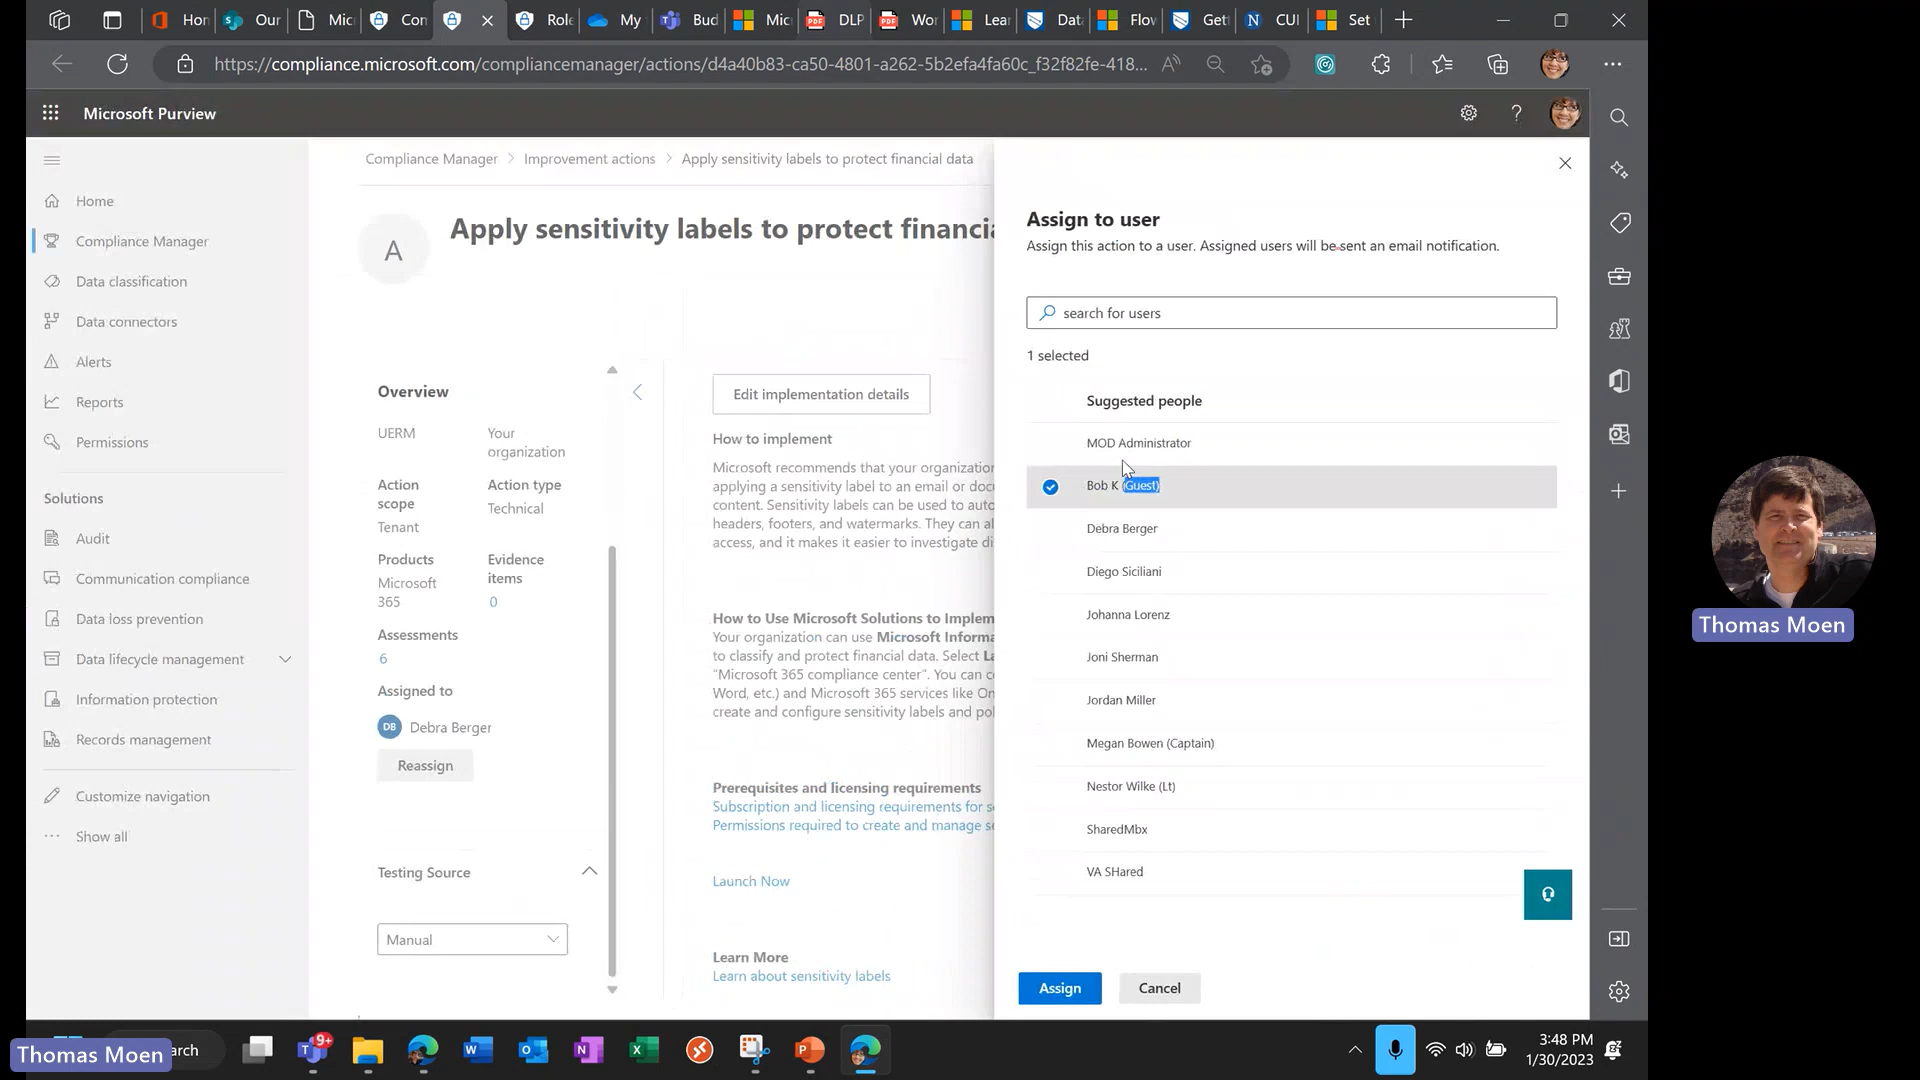 Hon
Our
Mic
Con
Role
My
Bud
Mic
DLP
Wor
Lear
Data
Flow
Gett
CUI
Set
https://compliance.microsoft.com/compliancemanager/actions/d4a40b83-ca50-4801-a262-5b2efa4fa60c_f32f82fe-418...
Microsoft Purview
Home
Compliance Manager
Data classification
Data connectors
Alerts
Reports
Permissions
Solutions
Audit
Communication compliance
Data loss prevention
Data lifecycle management
Information protection
Records management
Customize navigation
Show all
Compliance Manager > Improvement actions > Apply sensitivity labels to protect financial data
A
Apply sensitivity labels to protect financia
Overview
UERM
Your
organization
Action
scope
Tenant
Action type
Technical
Products
Microsoft
365
Evidence
items
0
Assessments
6
Assigned to
DB Debra Berger
Reassign
Testing Source
Manual
Edit implementation details
How to implement
Microsoft recommends that your organization
applying a sensitivity label to an email or doc
content. Sensitivity labels can be used to auto
headers, footers, and watermarks. They can al
access, and it makes it easier to investigate di
How to Use Microsoft Solutions to Implem
Your organization can use Microsoft Informa
to classify and protect financial data. Select La
"Microsoft 365 compliance center". You can co
Word, etc.) and Microsoft 365 services like On
create and configure sensitivity labels and pol
Prerequisites and licensing requirements
Subscription and licensing requirements for se
Permissions required to create and manage se
Launch Now
Learn More
Learn about sensitivity labels
Assign to user
Assign this action to a user. Assigned users will be sent an email notification.
search for users
1 selected
Suggested people
MOD Administrator
Bob K (Guest)
Debra Berger
Diego Siciliani
Johanna Lorenz
Joni Sherman
Jordan Miller
Megan Bowen (Captain)
Nestor Wilke (Lt)
SharedMbx
VA SHared
Assign
Cancel
Thomas Moen
Thomas Moen
arch
9+
3:48 PM
1/30/2023